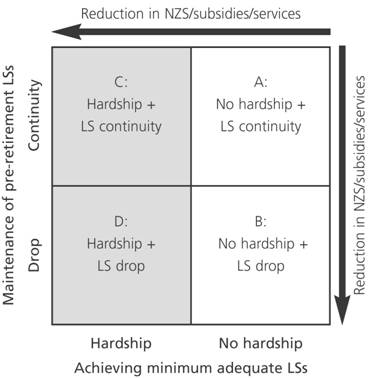 Reduction in NZS/subsidies/services
Maintenance of pre-retirement LSs
Continuity
Drop
C:
Hardship +
LS continuity
A:
No hardship +
LS continuity
D:
Hardship +
LS drop
B:
No hardship +
LS drop
Reduction in NZS/subsidies/services
Hardship
No hardship
Achieving minimum adequate LSs